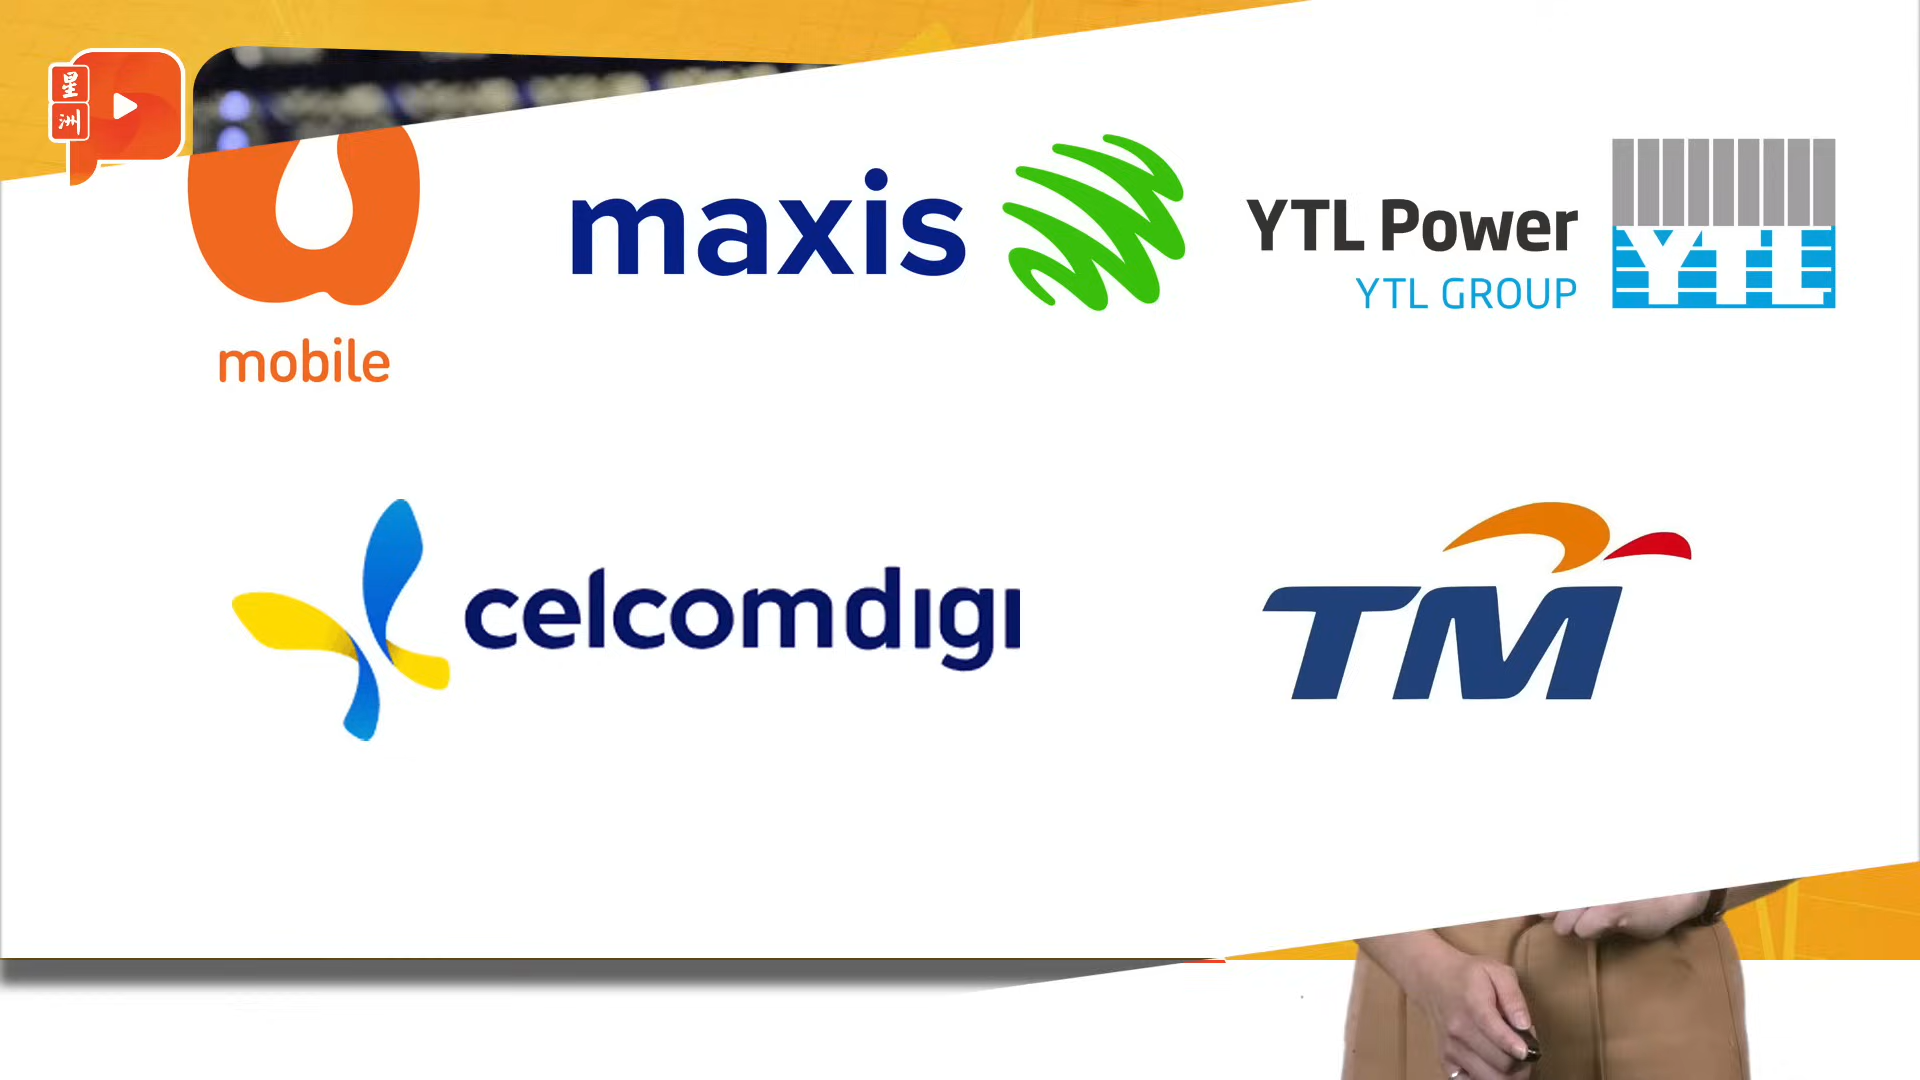 星洲
mobile
maxis
YTL Power
YTL GROUP
YTL
celcomdigi
TM